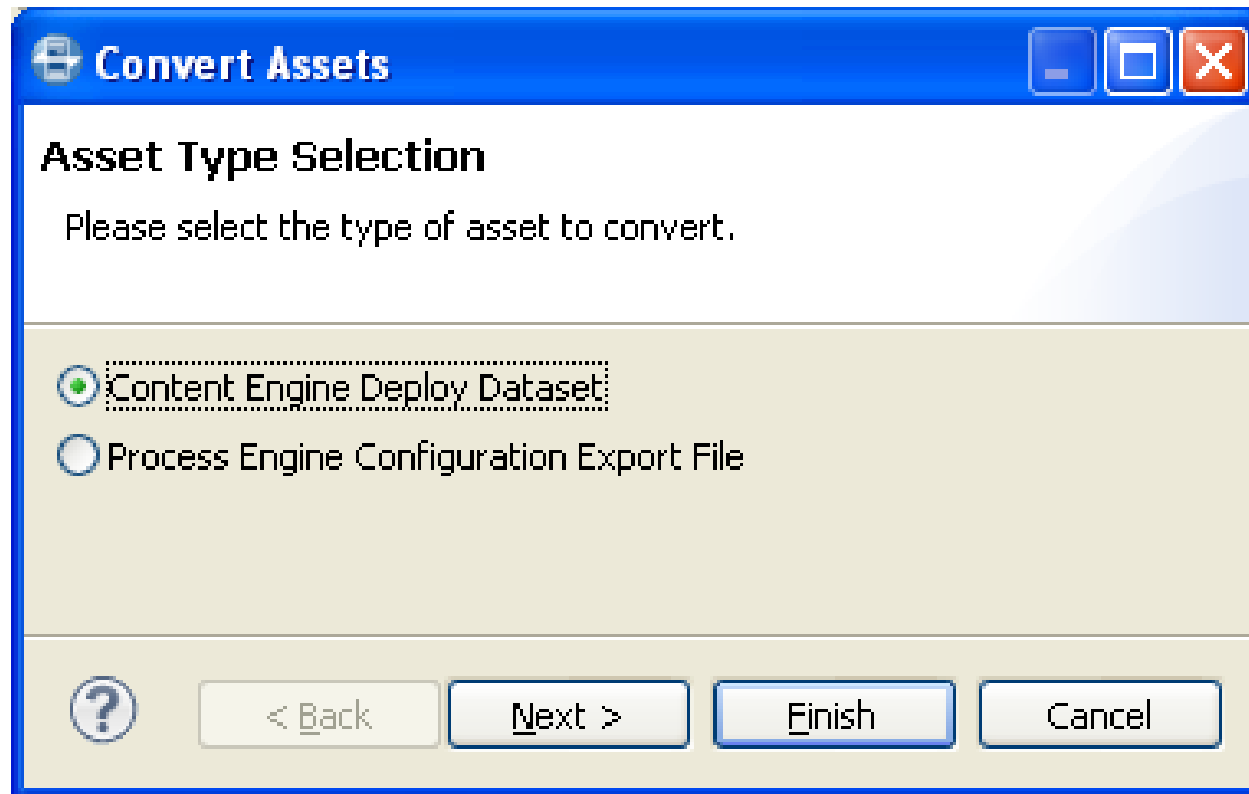 Convert Assets
Asset Type Selection
Please select the type of asset to convert.
Content Engine Deploy Dataset
Process Engine Configuration Export File
?
< Back
Next >
Finish
Cancel